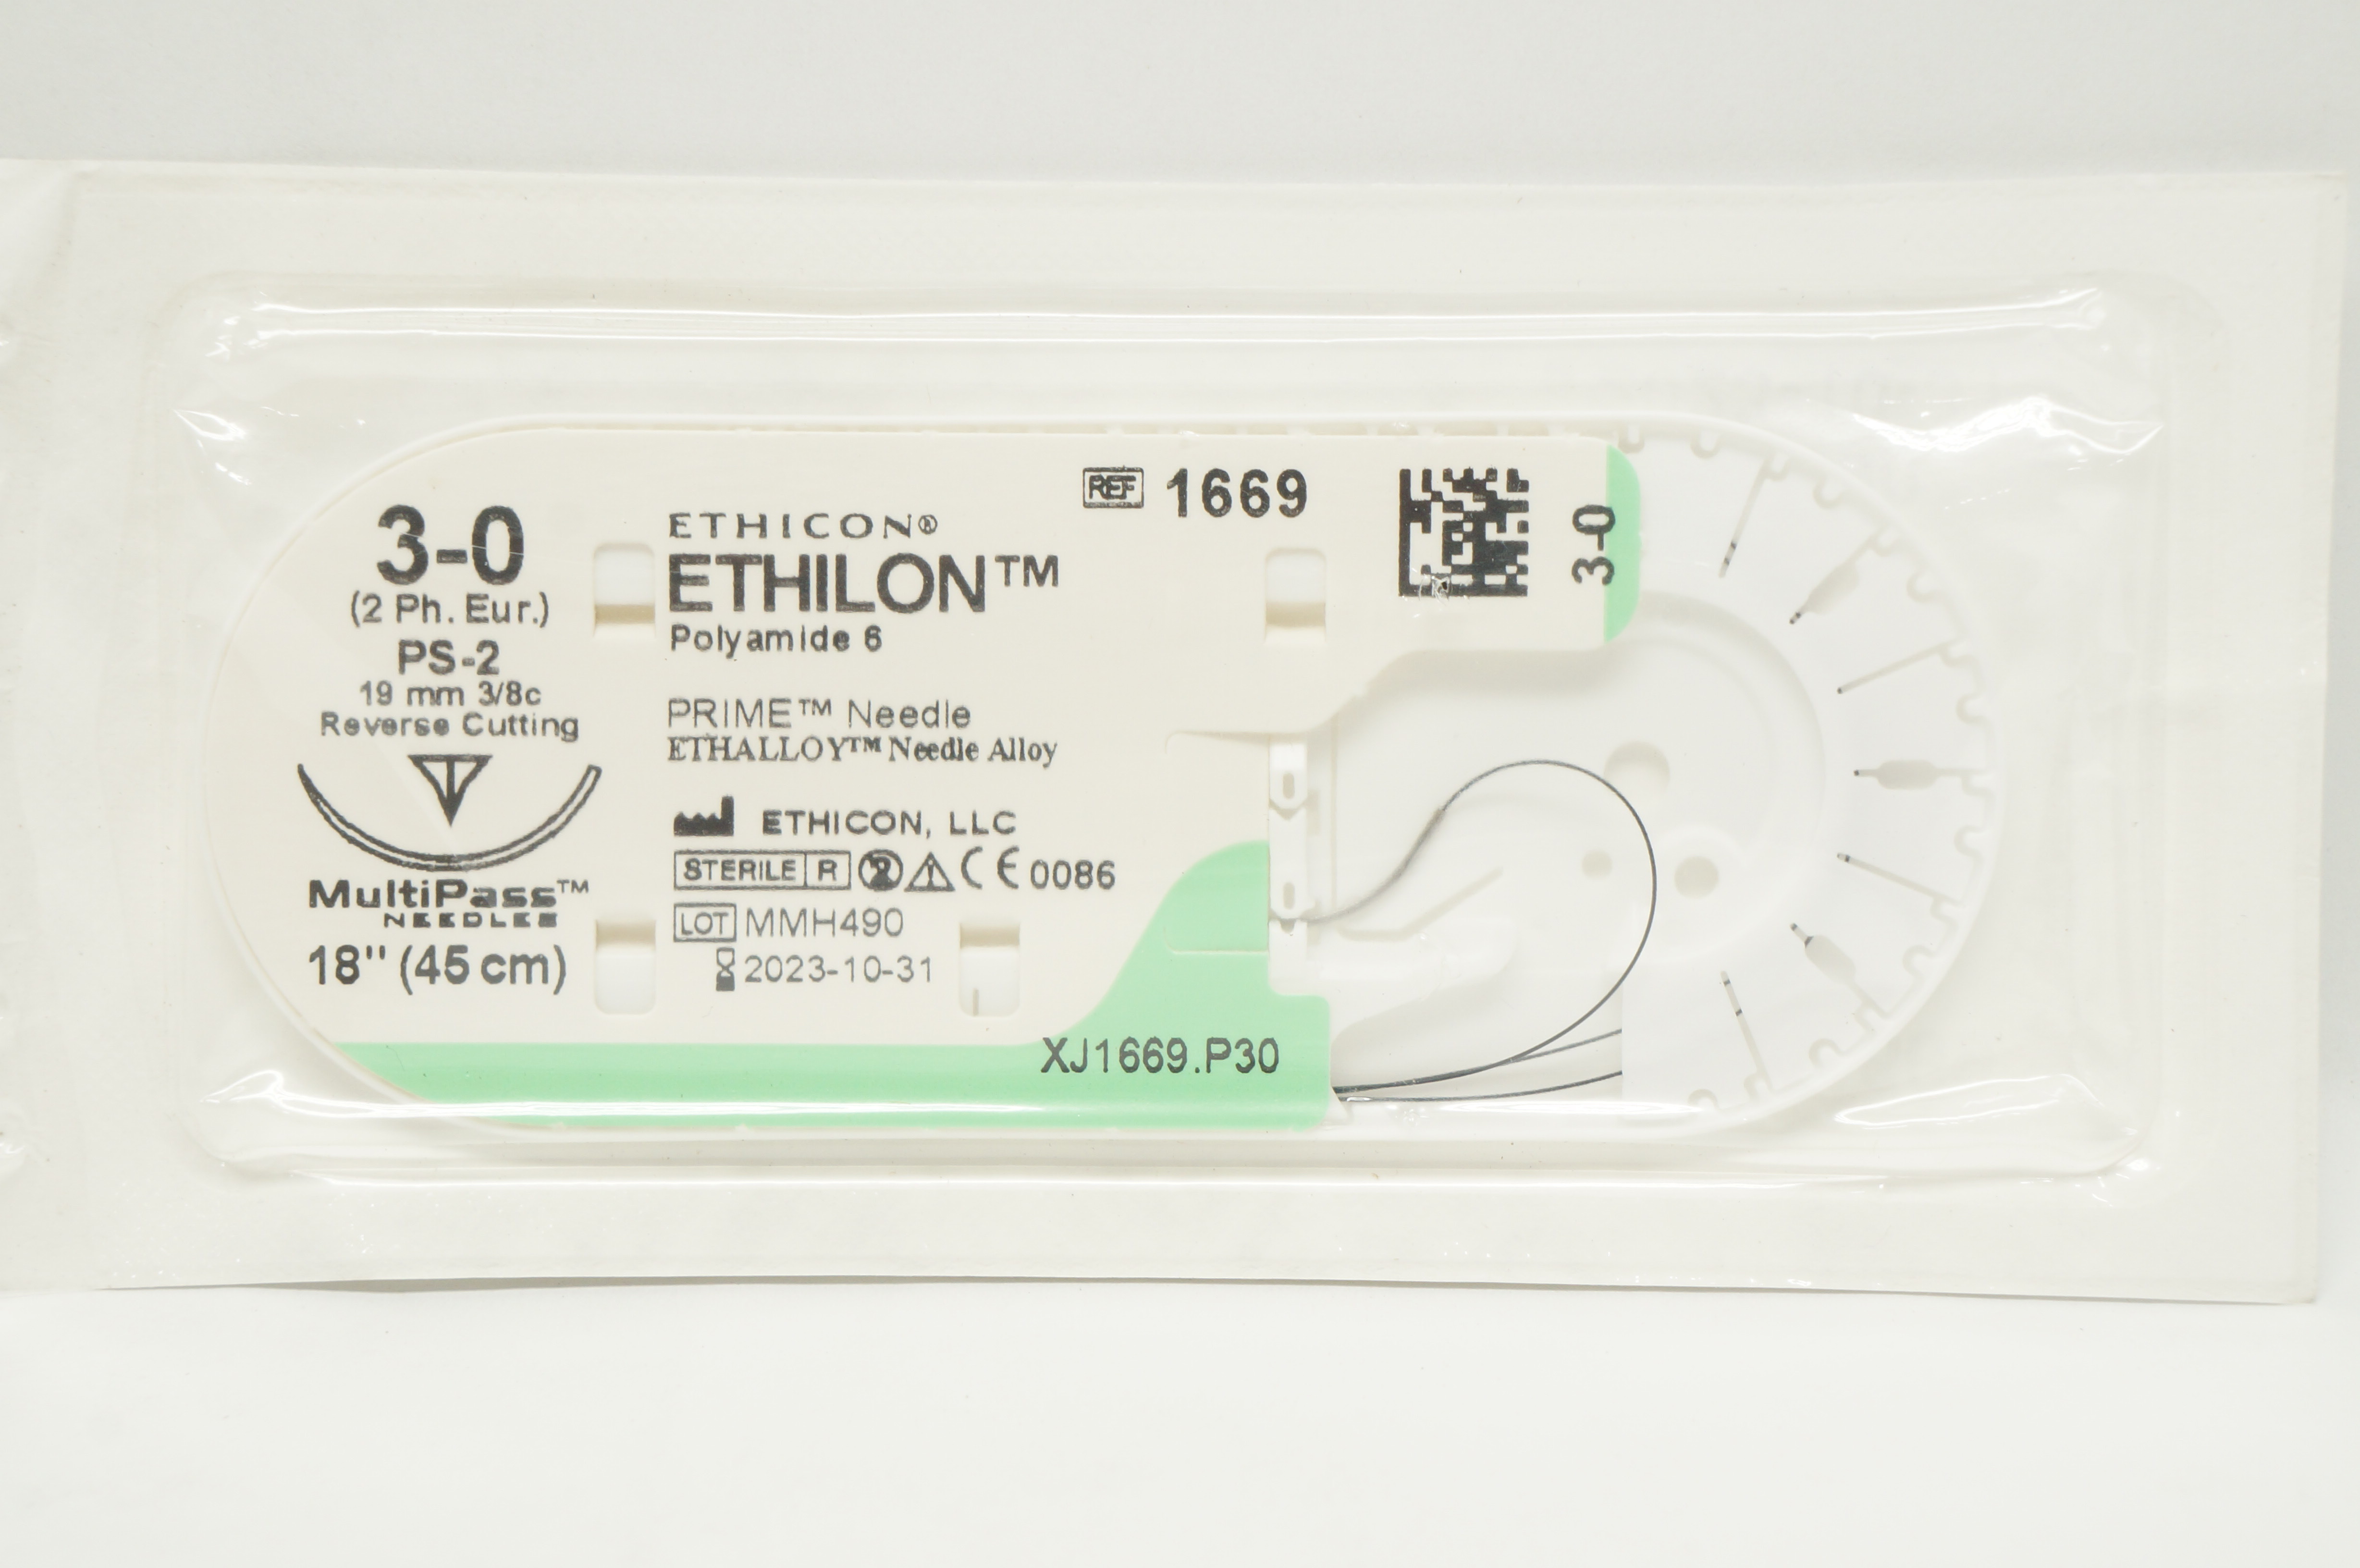 3-0
(2 Ph. Eur.)
PS-2
19 mm 3/8c
Reverse Cutting
MultiPass™
NEEDLES
18" (45 cm)
REF 1669
ETHICON®
ETHILON™
Polyamide 6
PRIME™ Needle
ETHALLOY™ Needle Alloy
ETHICON, LLC
STERILE R 2 CE 0086
LOT MMH490
2023-10-31
XJ1669.P30
3-0